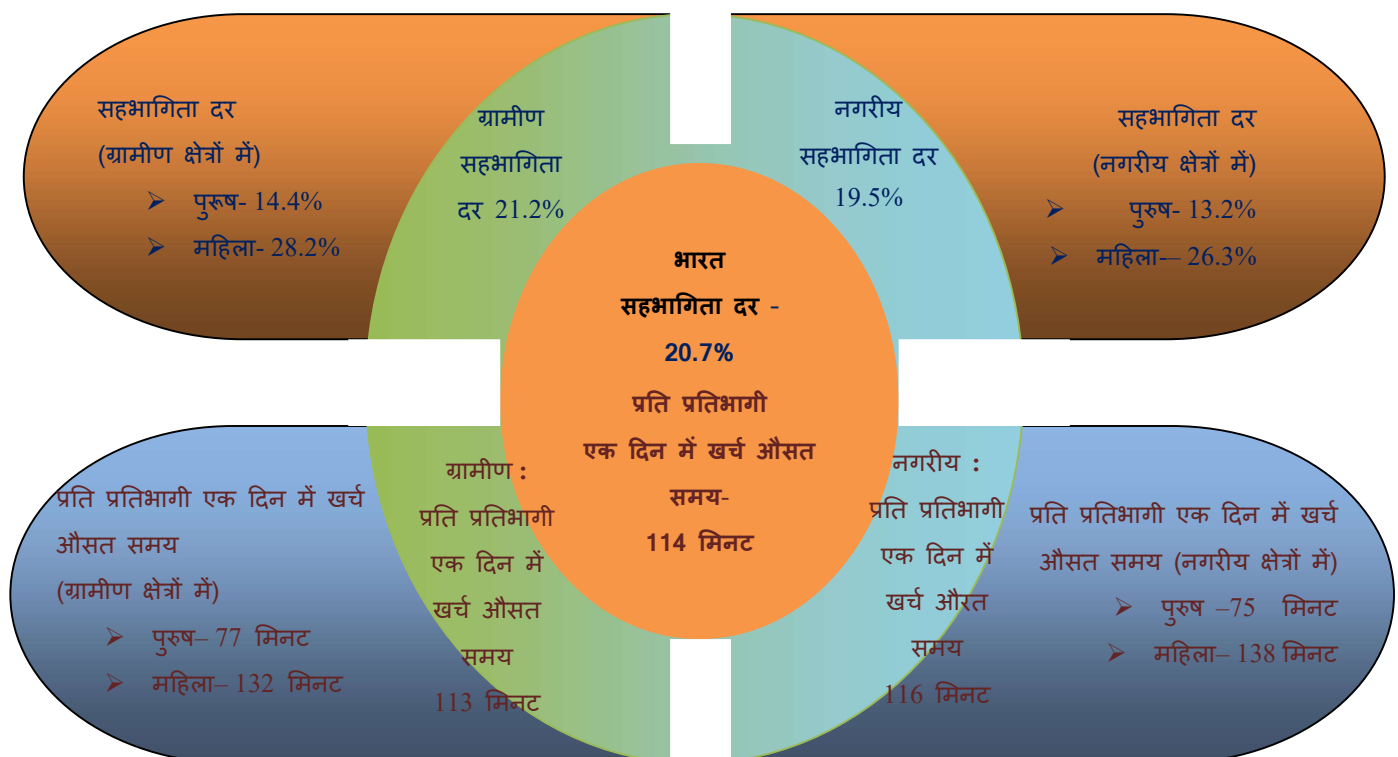 सहभागिता दर
(ग्रामीण क्षेत्रों में)
➢ पुरूष- 14.4%
➢ महिला- 28.2%
ग्रामीण
सहभागिता
दर 21.2%
नगरीय
सहभागिता दर
19.5%
सहभागिता दर
(नगरीय क्षेत्रों में)
➢ पुरुष- 13.2%
➢ महिला-– 26.3%
भारत
सहभागिता दर -
20.7%
प्रति प्रतिभागी
एक दिन में खर्च औसत
समय-
114 मिनट
प्रति प्रतिभागी एक दिन में खर्च
औसत समय
(ग्रामीण क्षेत्रों में)
➢ पुरुष– 77 मिनट
➢ महिला– 132 मिनट
ग्रामीण :
प्रति प्रतिभागी
एक दिन में
खर्च औसत
समय
113 मिनट
नगरीय :
प्रति प्रतिभागी
एक दिन में
खर्च औरत
समय
116 मिनट
प्रति प्रतिभागी एक दिन में खर्च
औसत समय (नगरीय क्षेत्रों में)
➢ पुरुष –75 मिनट
➢ महिला– 138 मिनट